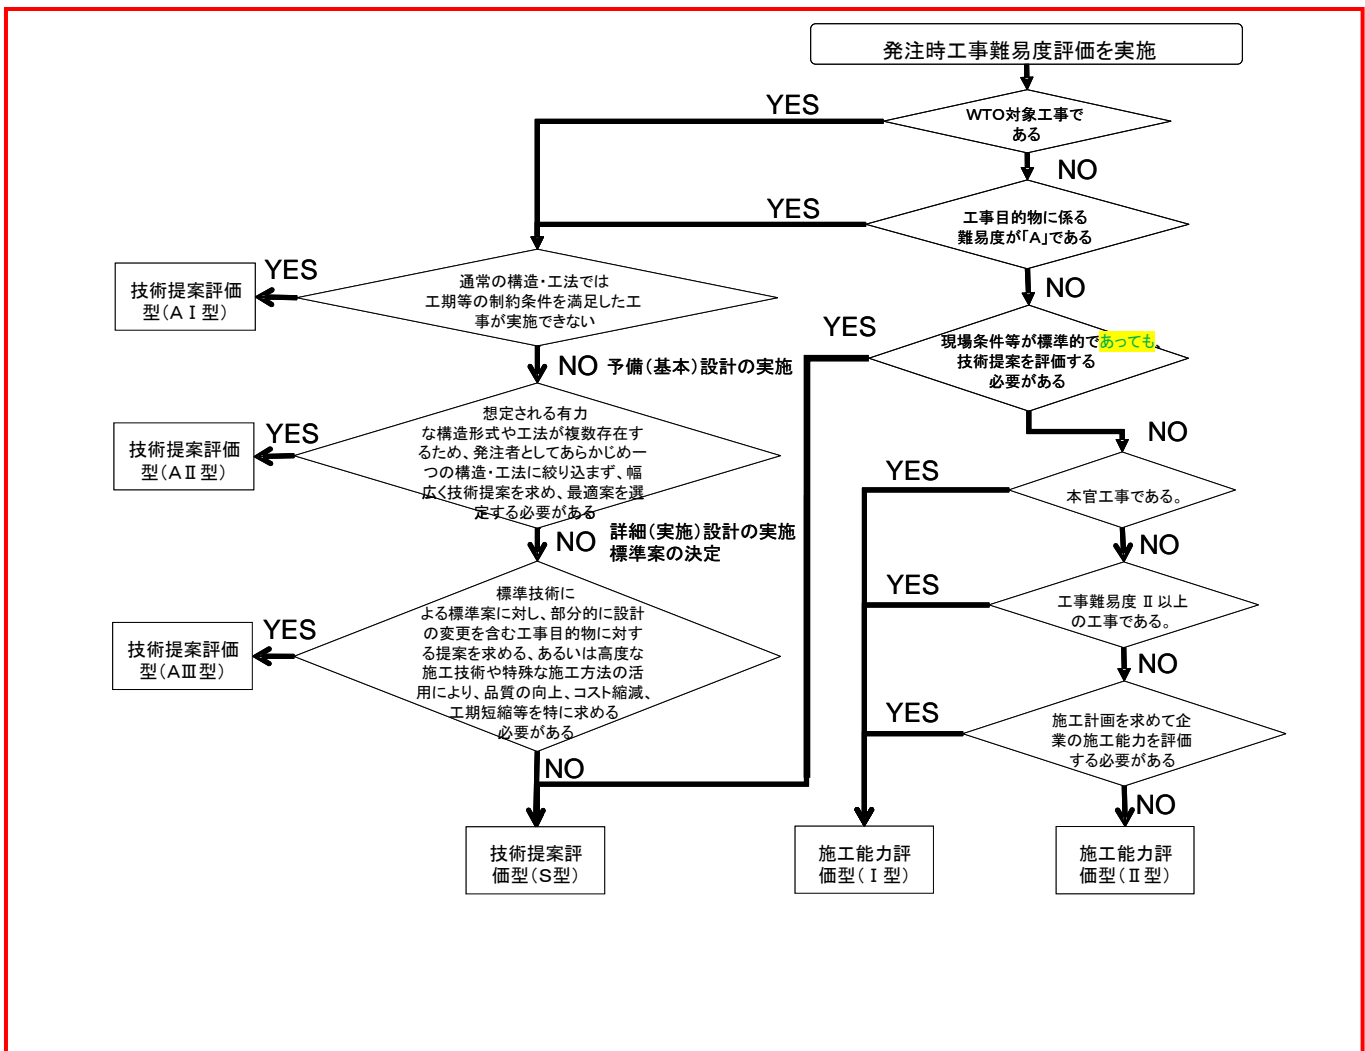 発注時工事難易度評価を実施
YES
WTO対象工事で
ある
NO
YES
工事目的物に係る
難易度が「A」である
NO
YES
通常の構造・工法では
工期等の制約条件を満足した工
事が実施できない
技術提案評価
型(AⅠ型)
NO 予備(基本)設計の実施
YES
現場条件等が標準的であっても、
技術提案を評価する
必要がある
NO
YES
想定される有力
な構造形式や工法が複数存在す
るため、発注者としてあらかじめ一
つの構造・工法に絞り込まず、幅
広く技術提案を求め、最適案を選
定する必要がある
技術提案評価
型(AⅡ型)
NO 詳細(実施)設計の実施
標準案の決定
YES
本官工事である。
NO
YES
標準技術に
よる標準案に対し、部分的に設計
の変更を含む工事目的物に対す
る提案を求める、あるいは高度な
施工技術や特殊な施工方法の活
用により、品質の向上、コスト縮減、
工期短縮等を特に求める
必要がある
技術提案評価
型(AⅢ型)
NO
YES
工事難易度Ⅱ以上
の工事である。
NO
YES
施工計画を求めて企
業の施工能力を評価
する必要がある
NO
技術提案評
価型(S型)
施工能力評
価型(Ⅰ型)
施工能力評
価型(Ⅱ型)